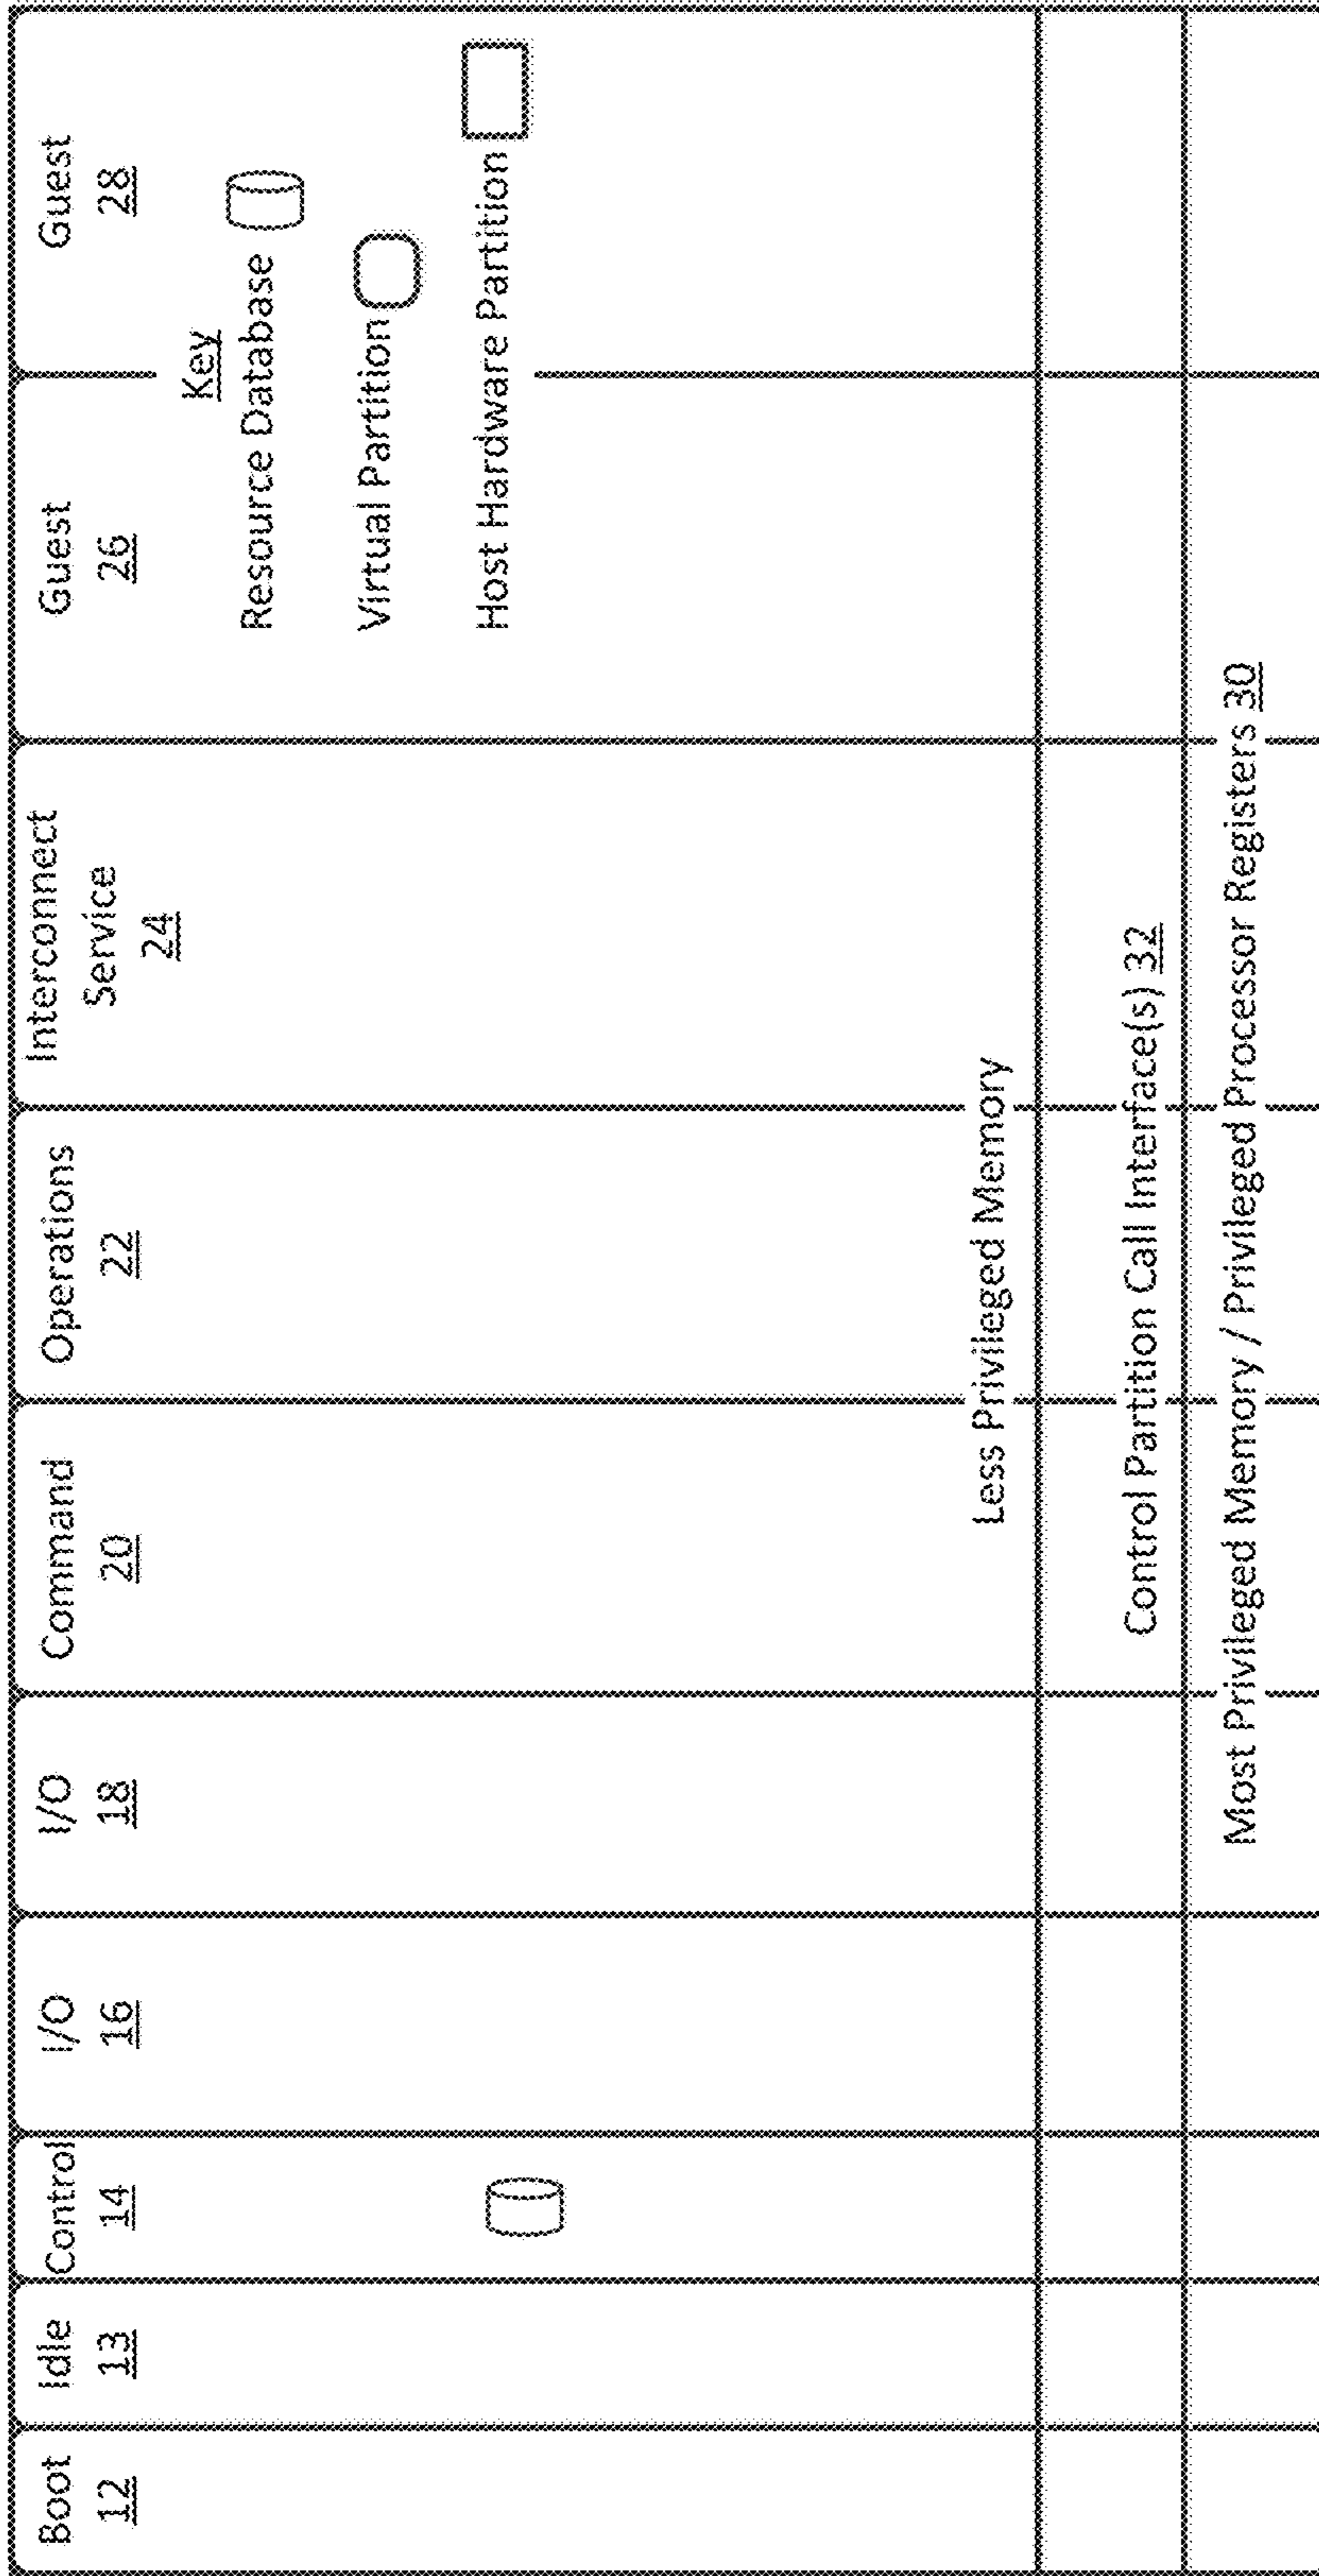 Boot
12
Idle
13
Control
14
I/O
16
I/O
18
Command
20
Operations
22
Interconnect
Service
24
Guest
26
Guest
28
Key
Resource Database
Virtual Partition
Host Hardware Partition
Less Privileged Memory
Control Partition Call Interface(s) 32
Most Privileged Memory / Privileged Processor Registers 30